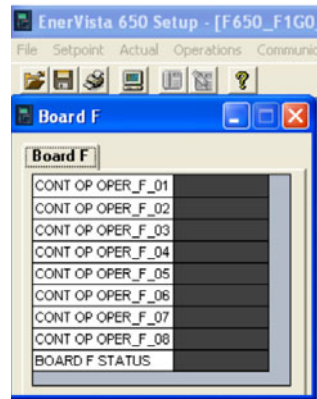 EnerVista 650 Setup - [F650_F1G0
File Setpoint Actual Operations Communic
Board F
Board F
CONT OP OPER_F_01
CONT OP OPER_F_02
CONT OP OPER_F_03
CONT OP OPER_F_04
CONT OP OPER_F_05
CONT OP OPER_F_06
CONT OP OPER_F_07
CONT OP OPER_F_08
BOARD F STATUS